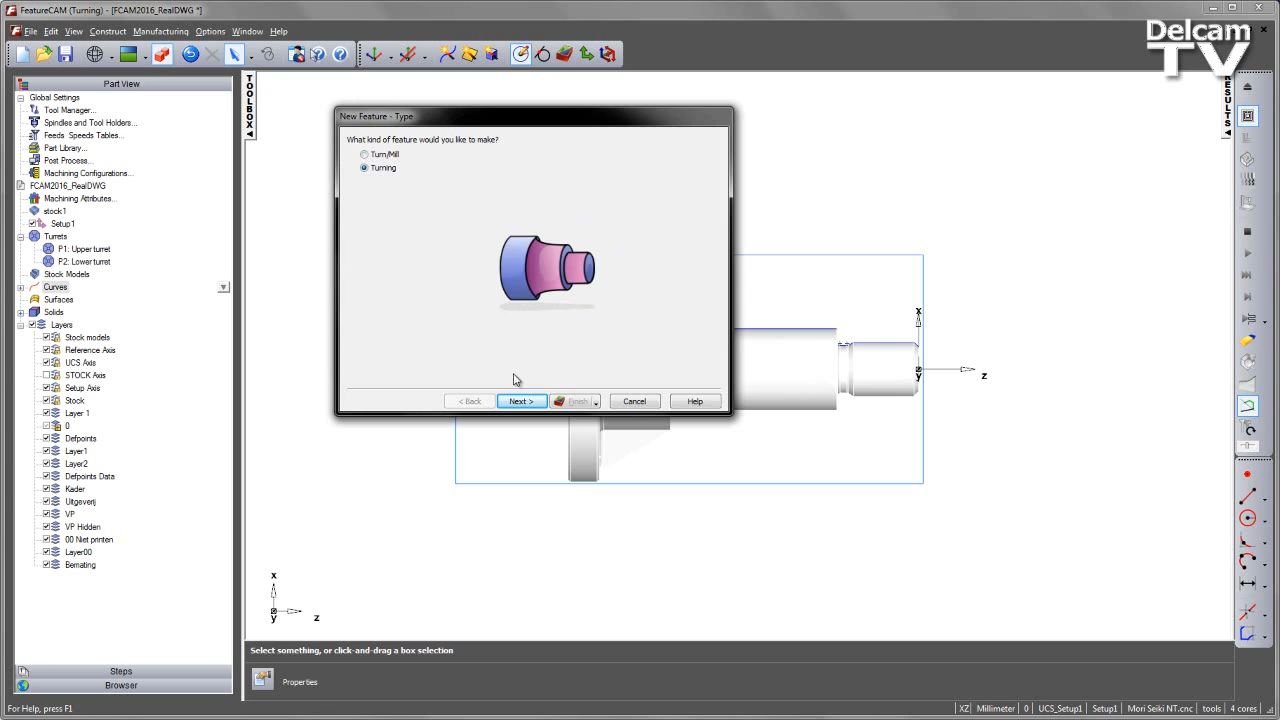 FeatureCAM (Turning) - [FCAM2016_RealDWG *]
File Edit View Construct Manufacturing Options Window Help
Delcam
TV
Part View
TOOLBOX
RESULTS
Global Settings
Tool Manager...
Spindles and Tool Holders...
Feeds Speeds Tables...
Part Library...
Post Process...
Machining Configurations...
FCAM2016_RealDWG
Machining Attributes...
stock1
Setup1
Turrets
P1: Upper turret
P2: Lower turret
Stock Models
Curves
Surfaces
Solids
Layers
Stock models
Reference Axis
UCS Axis
STOCK Axis
Setup Axis
Stock
Layer 1
0
Defpoints
Layer1
Layer2
Defpoints Data
Kader
Uitgeverij
VP
VP Hidden
00 Niet printen
Layer00
Bemating
Steps
Browser
New Feature - Type
What kind of feature would you like to make?
Turn/Mill
Turning
< Back Next > Finish Cancel Help
x
y
z
x
y
z
Select something, or click-and-drag a box selection
Properties
For Help, press F1
XZ Millimeter 0 UCS_Setup1 Setup1 Mori Seiki NT.cnc tools 4 cores